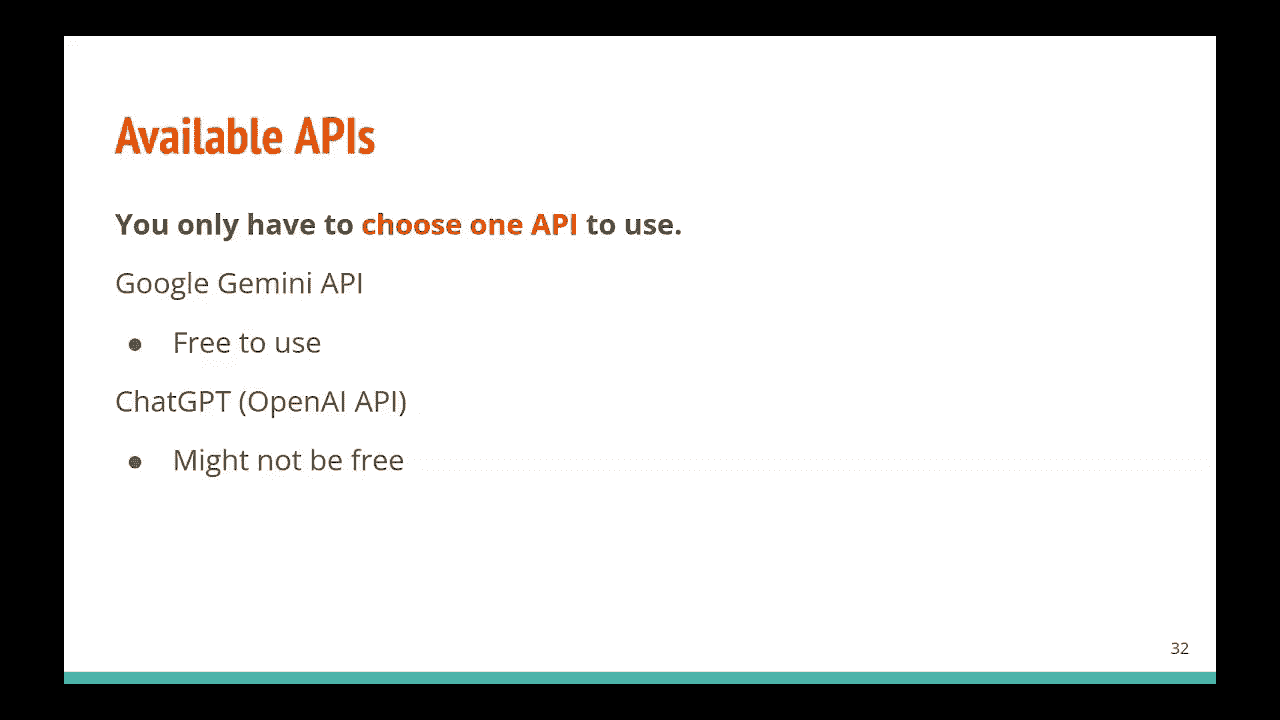 Available APIs
You only have to choose one API to use.
Google Gemini API
● Free to use
ChatGPT (OpenAI API)
● Might not be free
32